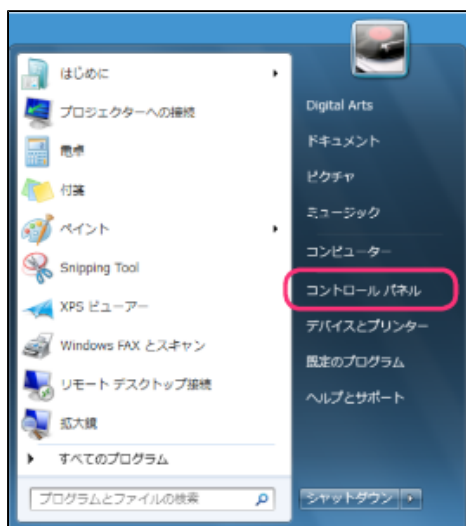 はじめに
プロジェクターへの接続
電卓
付箋
ペイント
Snipping Tool
XPS ビューアー
Windows FAX とスキャン
リモート デスクトップ接続
拡大鏡
すべてのプログラム
プログラムとファイルの検索
Digital Arts
ドキュメント
ピクチャ
ミュージック
コンピューター
コントロール パネル
デバイスとプリンター
既定のプログラム
ヘルプとサポート
シャットダウン